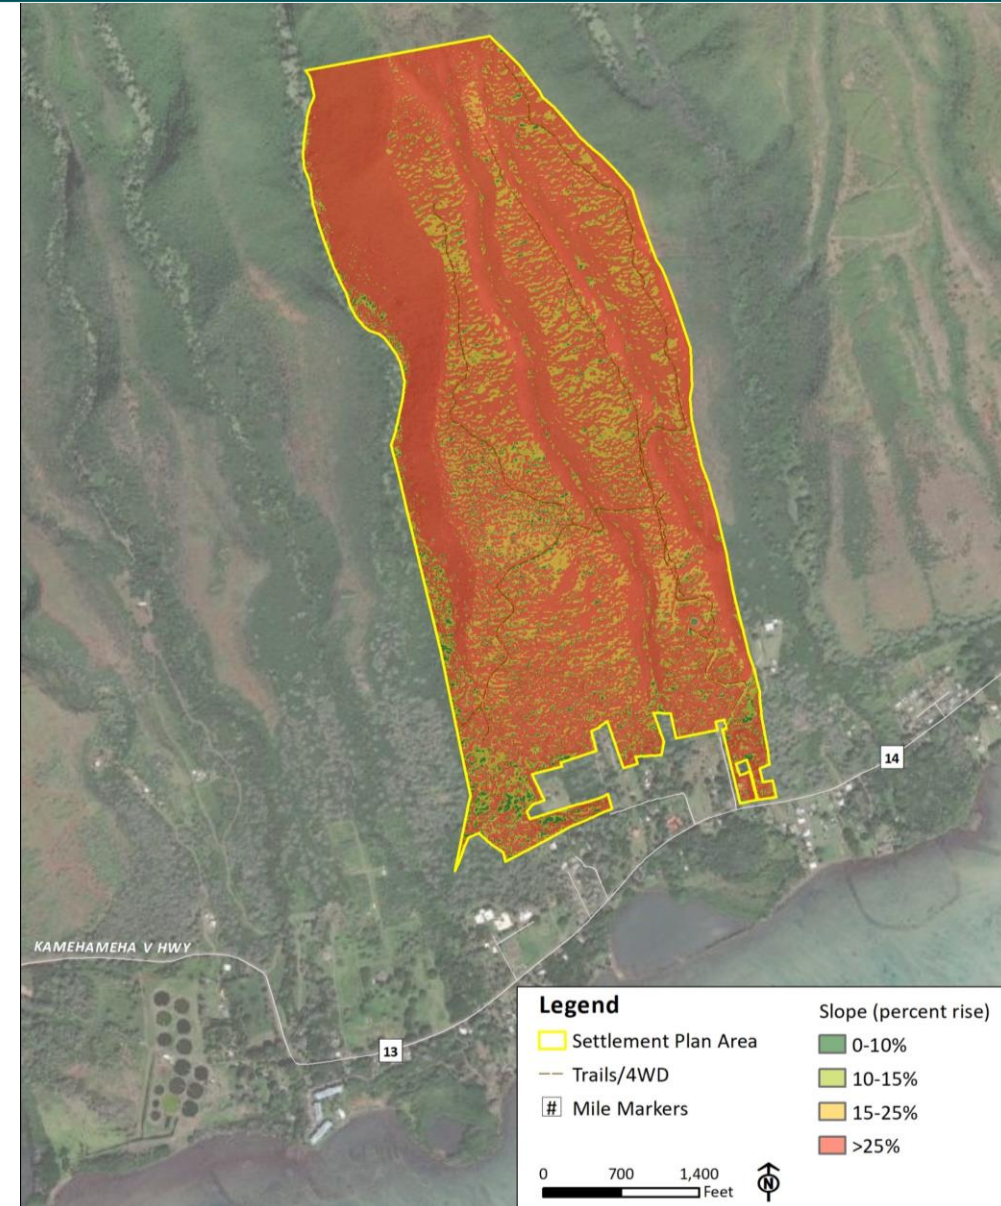 14
KAMEHAMEHA V HWY
13
Legend
Settlement Plan Area
Trails/4WD
# Mile Markers
0 700 1,400
Feet
N
Slope (percent rise)
0-10%
10-15%
15-25%
>25%